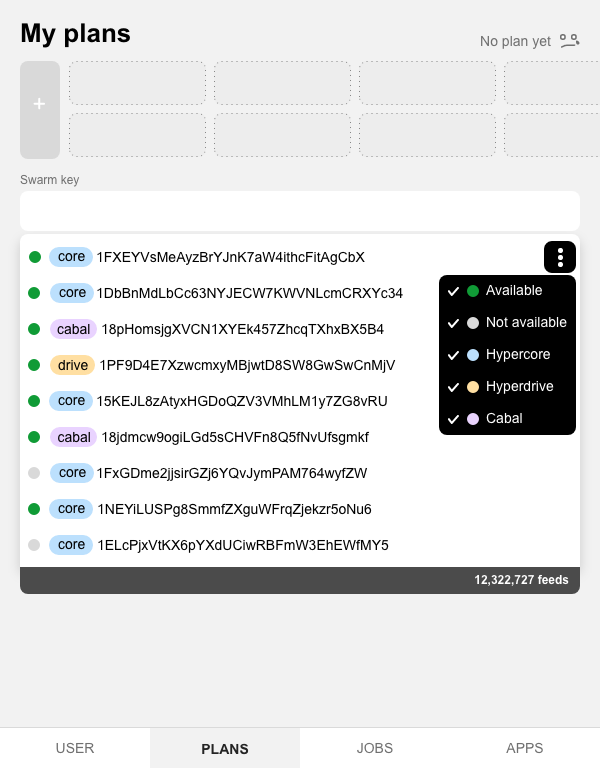 My plans
No plan yet
+
Swarm key
core 1FXEYVsMeAyzBrYJnK7aW4ithcFitAgCbX
core 1DbBnMdLbCc63NYJECW7KWVNLcmCRXYc34
cabal 18pHomsjgXVCN1XYEk457ZhcqTXhxBX5B4
drive 1PF9D4E7XzwcmxyMBjwtD8SW8GwSwCnMjV
core 15KEJL8zAtyxHGDoQZV3VMhLM1y7ZG8vRU
cabal 18jdmcw9ogiLGd5sCHVFn8Q5fNvUfsgmkf
core 1FxGDme2jjsirGZj6YQvJymPAM764wyfZW
core 1NEYiLUSPg8SmmfZXguWFrqZjekzr5oNu6
core 1ELcPjxVtKX6pYXdUCiwRBFmW3EhEWfMY5
Available
Not available
Hypercore
Hyperdrive
Cabal
12,322,727 feeds
USER PLANS JOBS APPS